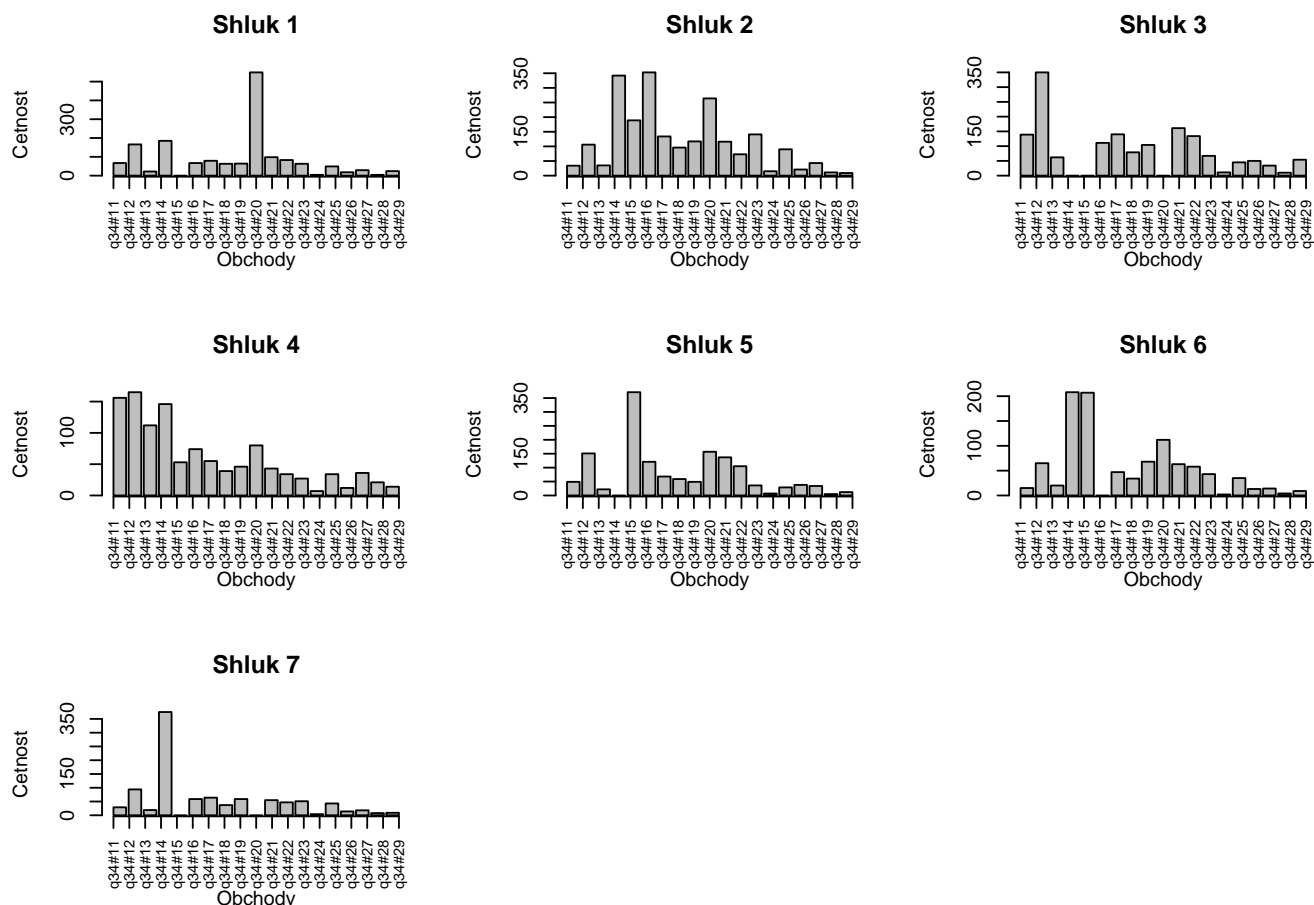 Shluk 1
Cetnost
0
300
q34#11
q34#12
q34#13
q34#14
q34#15
q34#16
q34#17
q34#18
q34#19
q34#20
q34#21
q34#22
q34#23
q34#24
q34#25
q34#26
q34#27
q34#28
q34#29
Obchody
Shluk 2
Cetnost
0
150
350
q34#11
q34#12
q34#13
q34#14
q34#15
q34#16
q34#17
q34#18
q34#19
q34#20
q34#21
q34#22
q34#23
q34#24
q34#25
q34#26
q34#27
q34#28
q34#29
Obchody
Shluk 3
Cetnost
0
150
350
q34#11
q34#12
q34#13
q34#14
q34#15
q34#16
q34#17
q34#18
q34#19
q34#20
q34#21
q34#22
q34#23
q34#24
q34#25
q34#26
q34#27
q34#28
q34#29
Obchody
Shluk 4
Cetnost
0
100
q34#11
q34#12
q34#13
q34#14
q34#15
q34#16
q34#17
q34#18
q34#19
q34#20
q34#21
q34#22
q34#23
q34#24
q34#25
q34#26
q34#27
q34#28
q34#29
Obchody
Shluk 5
Cetnost
0
150
350
q34#11
q34#12
q34#13
q34#14
q34#15
q34#16
q34#17
q34#18
q34#19
q34#20
q34#21
q34#22
q34#23
q34#24
q34#25
q34#26
q34#27
q34#28
q34#29
Obchody
Shluk 6
Cetnost
0
100
200
q34#11
q34#12
q34#13
q34#14
q34#15
q34#16
q34#17
q34#18
q34#19
q34#20
q34#21
q34#22
q34#23
q34#24
q34#25
q34#26
q34#27
q34#28
q34#29
Obchody
Shluk 7
Cetnost
0
150
350
q34#11
q34#12
q34#13
q34#14
q34#15
q34#16
q34#17
q34#18
q34#19
q34#20
q34#21
q34#22
q34#23
q34#24
q34#25
q34#26
q34#27
q34#28
q34#29
Obchody